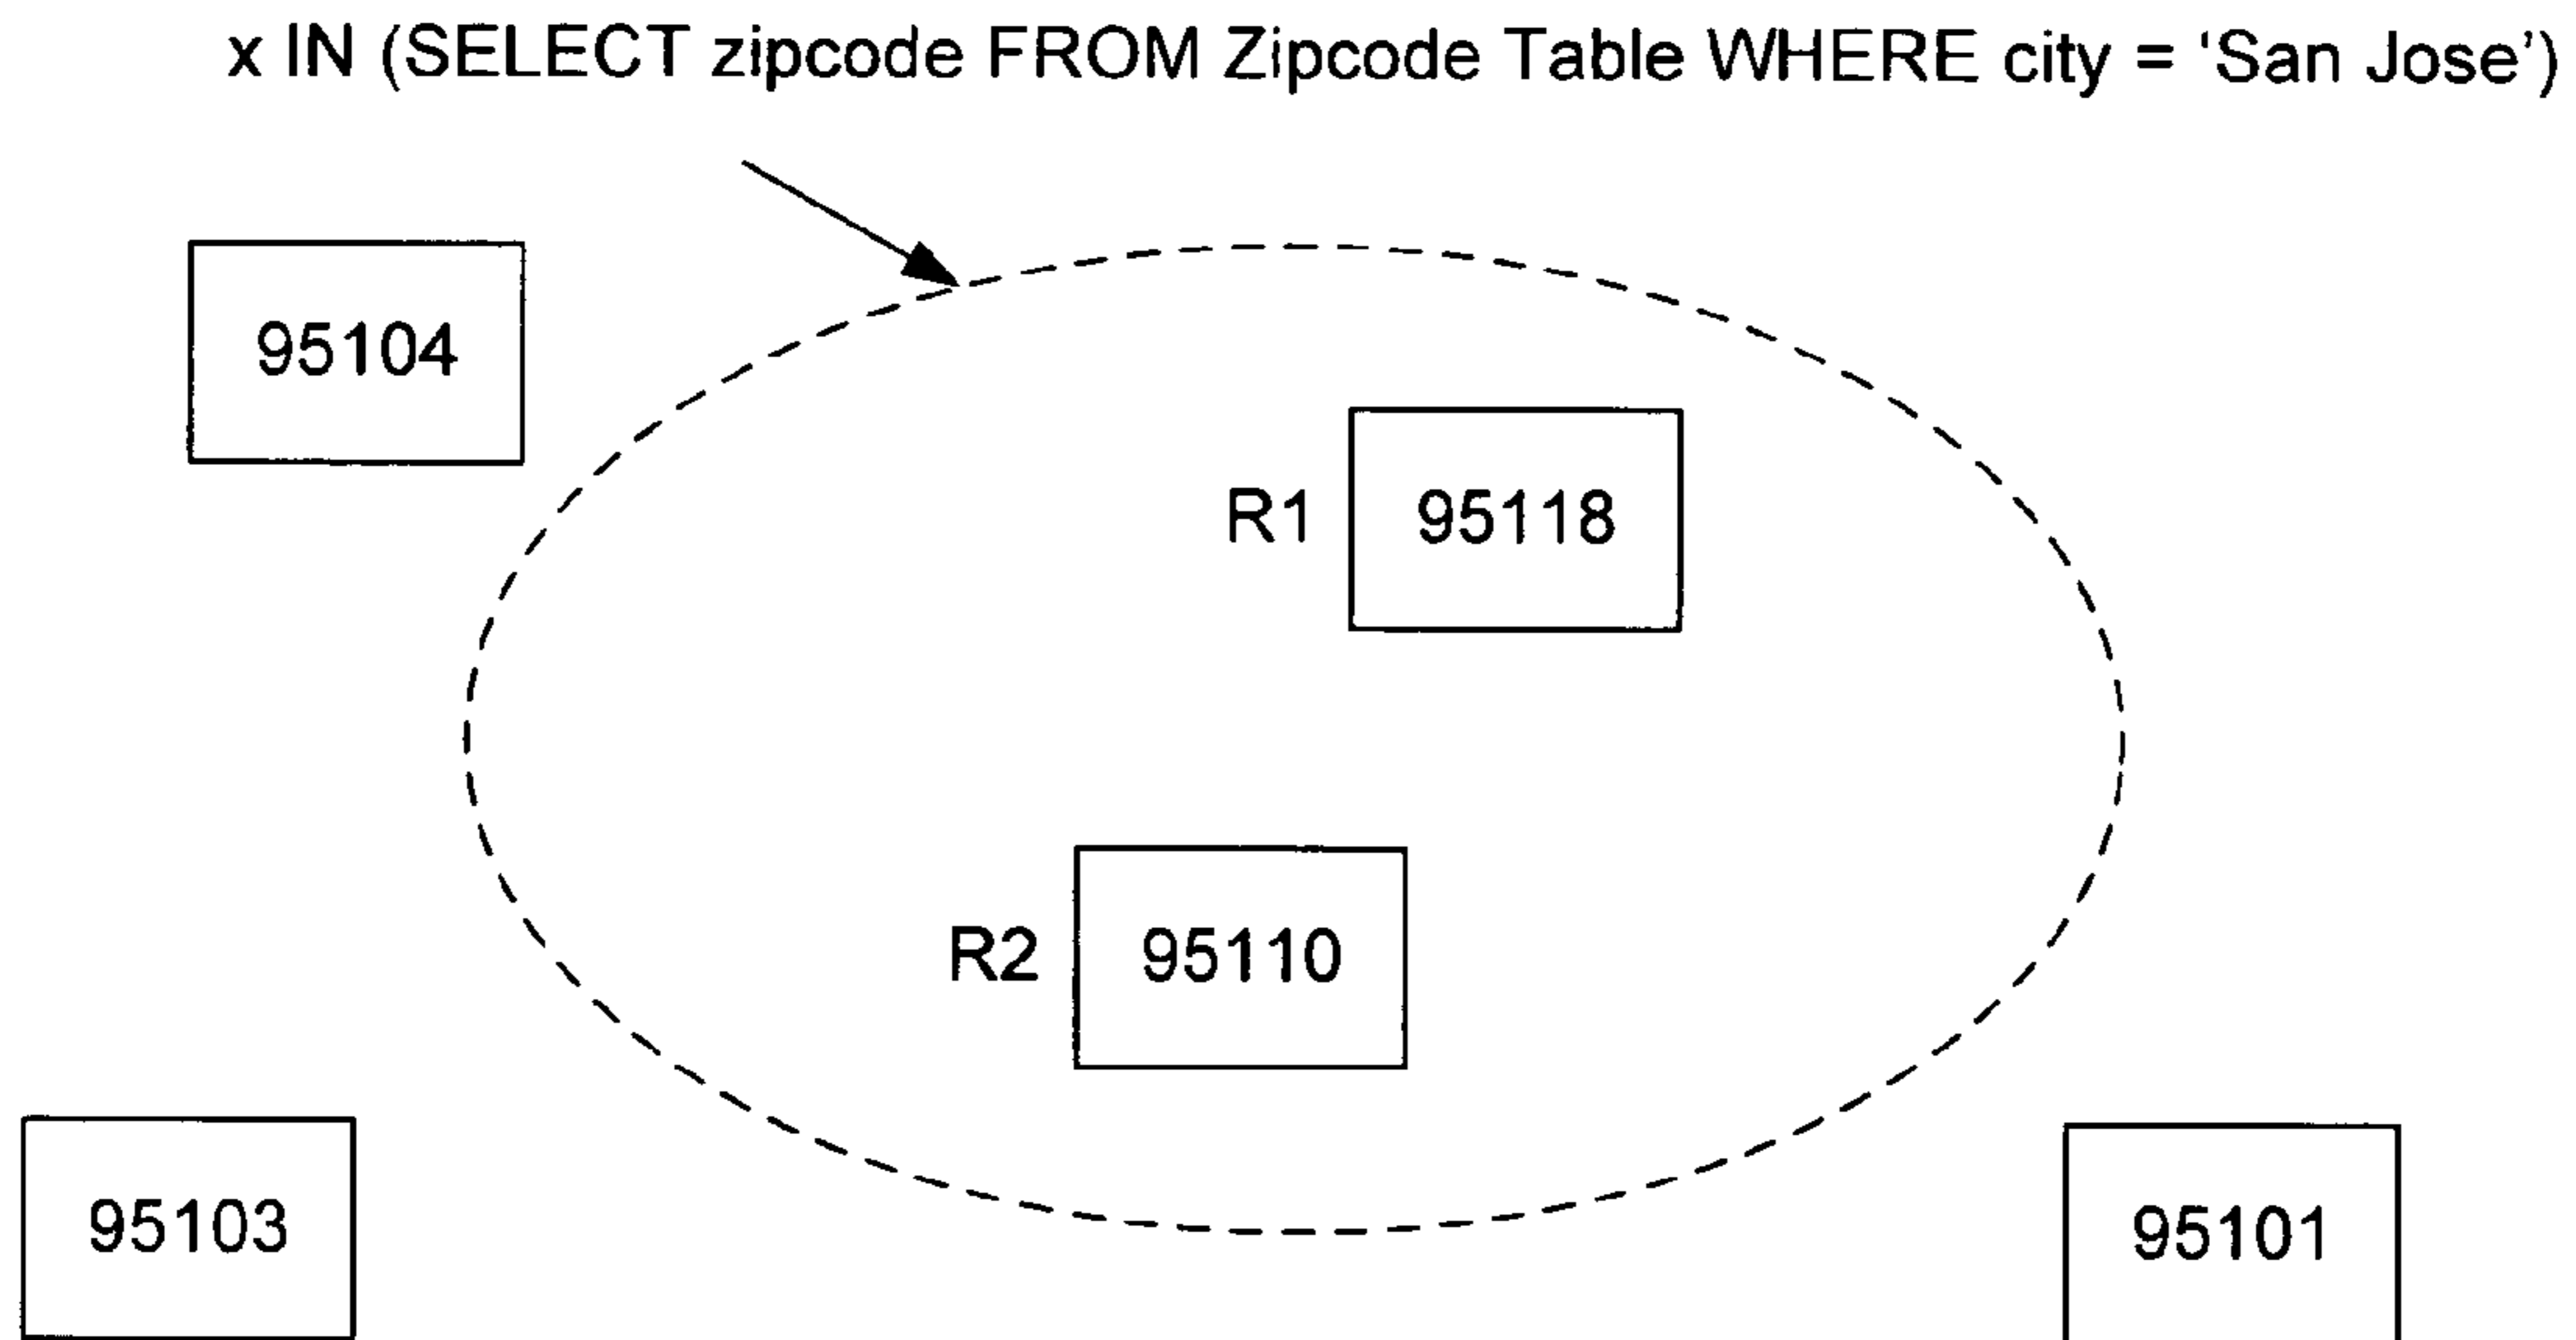 x IN (SELECT zipcode FROM Zipcode Table WHERE city = ‘San Jose’)
95104
R1 95118
R2 95110
95103
95101